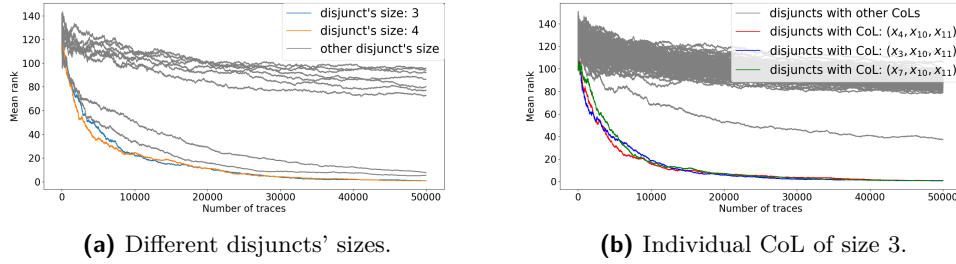 140
120
100
80
60
40
20
0
Mean rank
disjunct's size: 3
disjunct's size: 4
other disjunct's size
0
10000
20000
30000
40000
50000
Number of traces
(a) Different disjuncts' sizes.
140
120
100
80
60
40
20
0
Mean rank
disjuncts with other CoLs
disjuncts with CoL: (x₄, x₁₀, x₁₁)
disjuncts with CoL: (x₃, x₁₀, x₁₁)
disjuncts with CoL: (x₇, x₁₀, x₁₁)
0
10000
20000
30000
40000
50000
Number of traces
(b) Individual CoL of size 3.